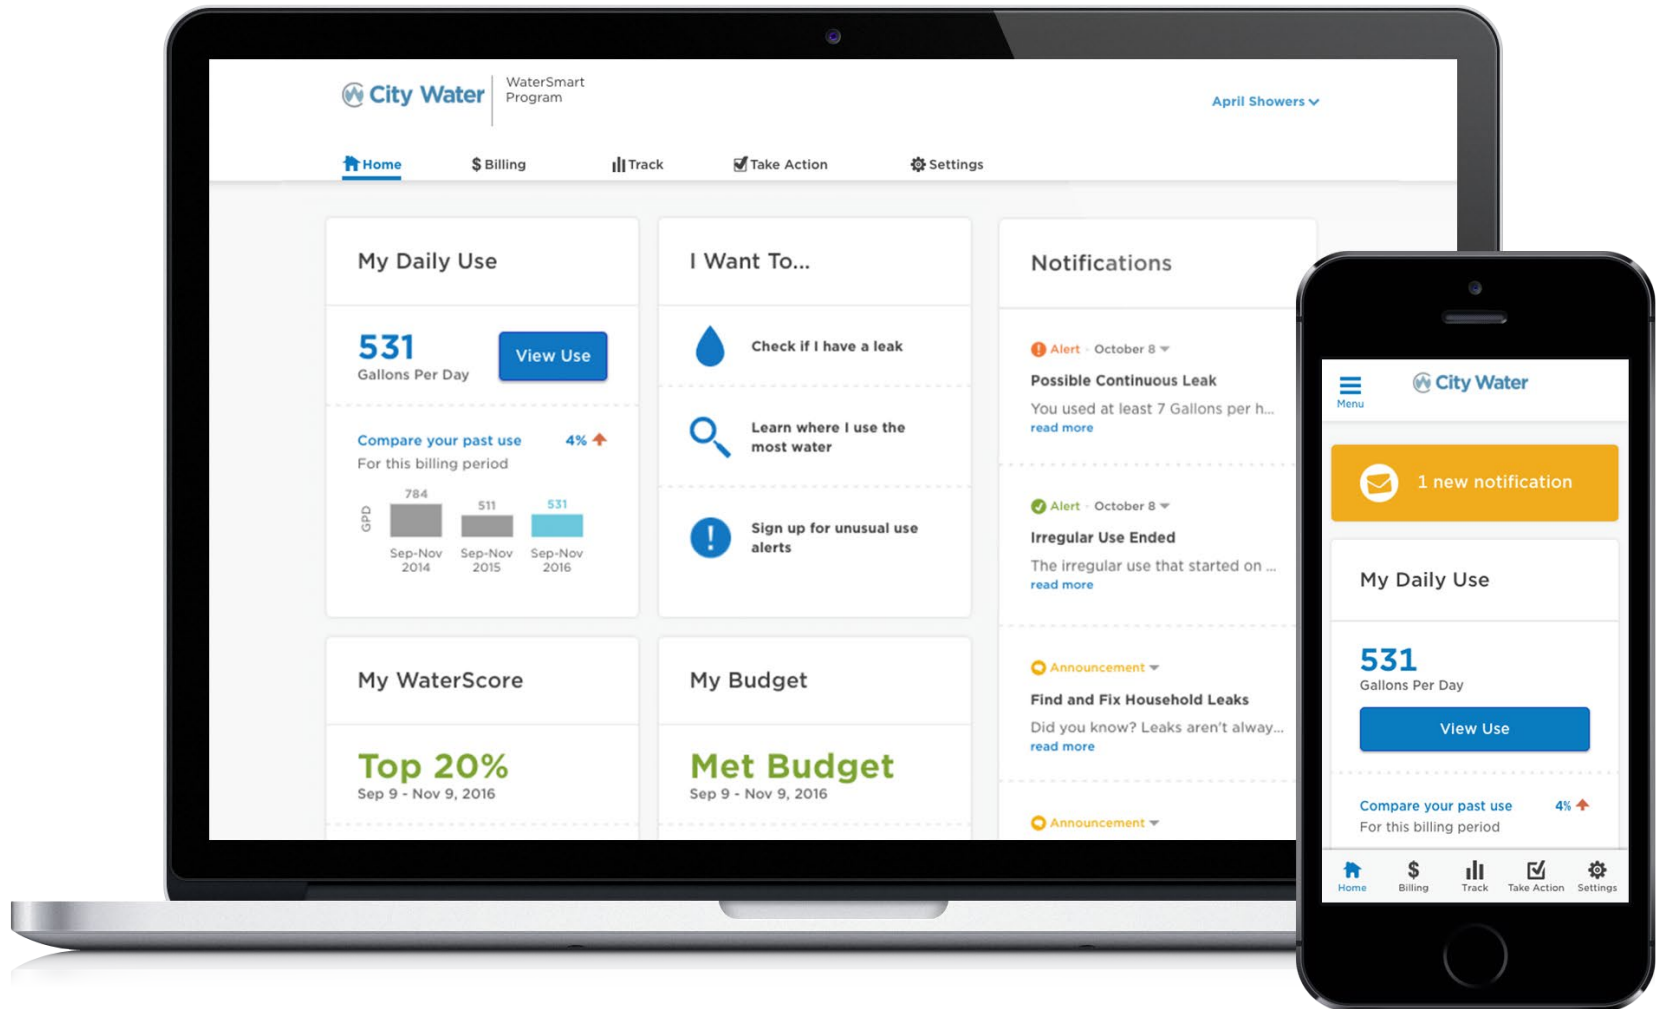 City Water
WaterSmart
Program
April Showers
Home
$ Billing
Track
Take Action
Settings
My Daily Use
531
Gallons Per Day
View Use
Compare your past use 4%
For this billing period
GPD
784 511 531
Sep-Nov Sep-Nov Sep-Nov
2014 2015 2016
I Want To...
Check if I have a leak
Learn where I use the
most water
! Sign up for unusual use
alerts
Notifications
! Alert - October 8
Possible Continuous Leak
You used at least 7 Gallons per h...
read more
Alert - October 8
Irregular Use Ended
The irregular use that started on ...
read more
Announcement
Find and Fix Household Leaks
Did you know? Leaks aren't alway...
read more
Announcement
My WaterScore
Top 20%
Sep 9 - Nov 9, 2016
My Budget
Met Budget
Sep 9 - Nov 9, 2016
Menu
City Water
1 new notification
My Daily Use
531
Gallons Per Day
View Use
Compare your past use 4%
For this billing period
$
Home Billing Track Take Action Settings